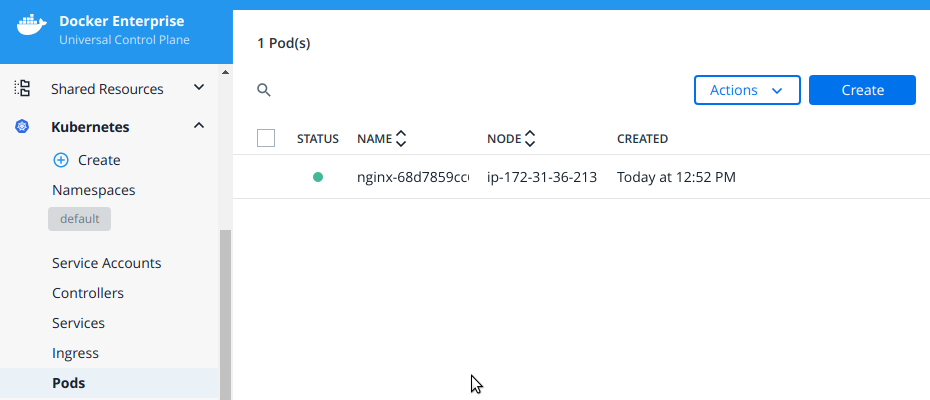 Docker Enterprise
Universal Control Plane
Shared Resources
Kubernetes
Create
Namespaces
default
Service Accounts
Controllers
Services
Ingress
Pods
1 Pod(s)
Actions
Create
STATUS NAME NODE CREATED
nginx-68d7859cc ip-172-31-36-213 Today at 12:52 PM